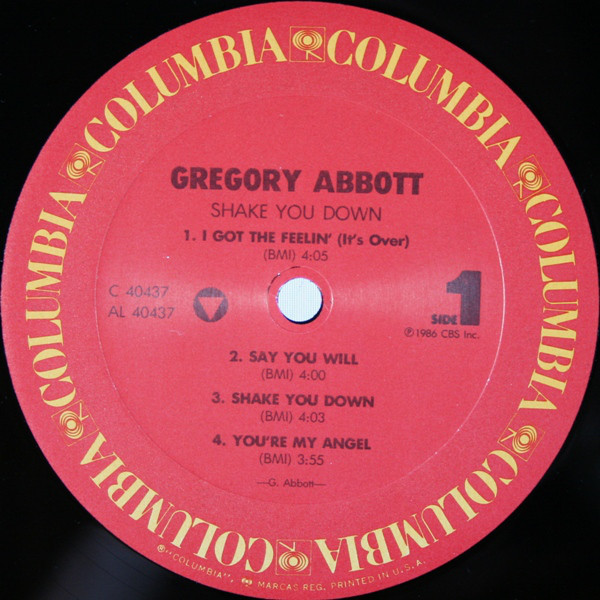 COLUMBIA COLUMBIA COLUMBIA COLUMBIA COLUMBIA COLUMBIA COLUMBIA
GREGORY ABBOTT
SHAKE YOU DOWN
1. I GOT THE FEELIN' (It's Over)
(BMI) 4:05
C 40437
AL 40437
SIDE 1
℗1986 CBS Inc.
2. SAY YOU WILL
(BMI) 4:00
3. SHAKE YOU DOWN
(BMI) 4:03
4. YOU'RE MY ANGEL
(BMI) 3:55
—G. Abbott—
®"COLUMBIA", MARCAS REG. PRINTED IN U.S.A.